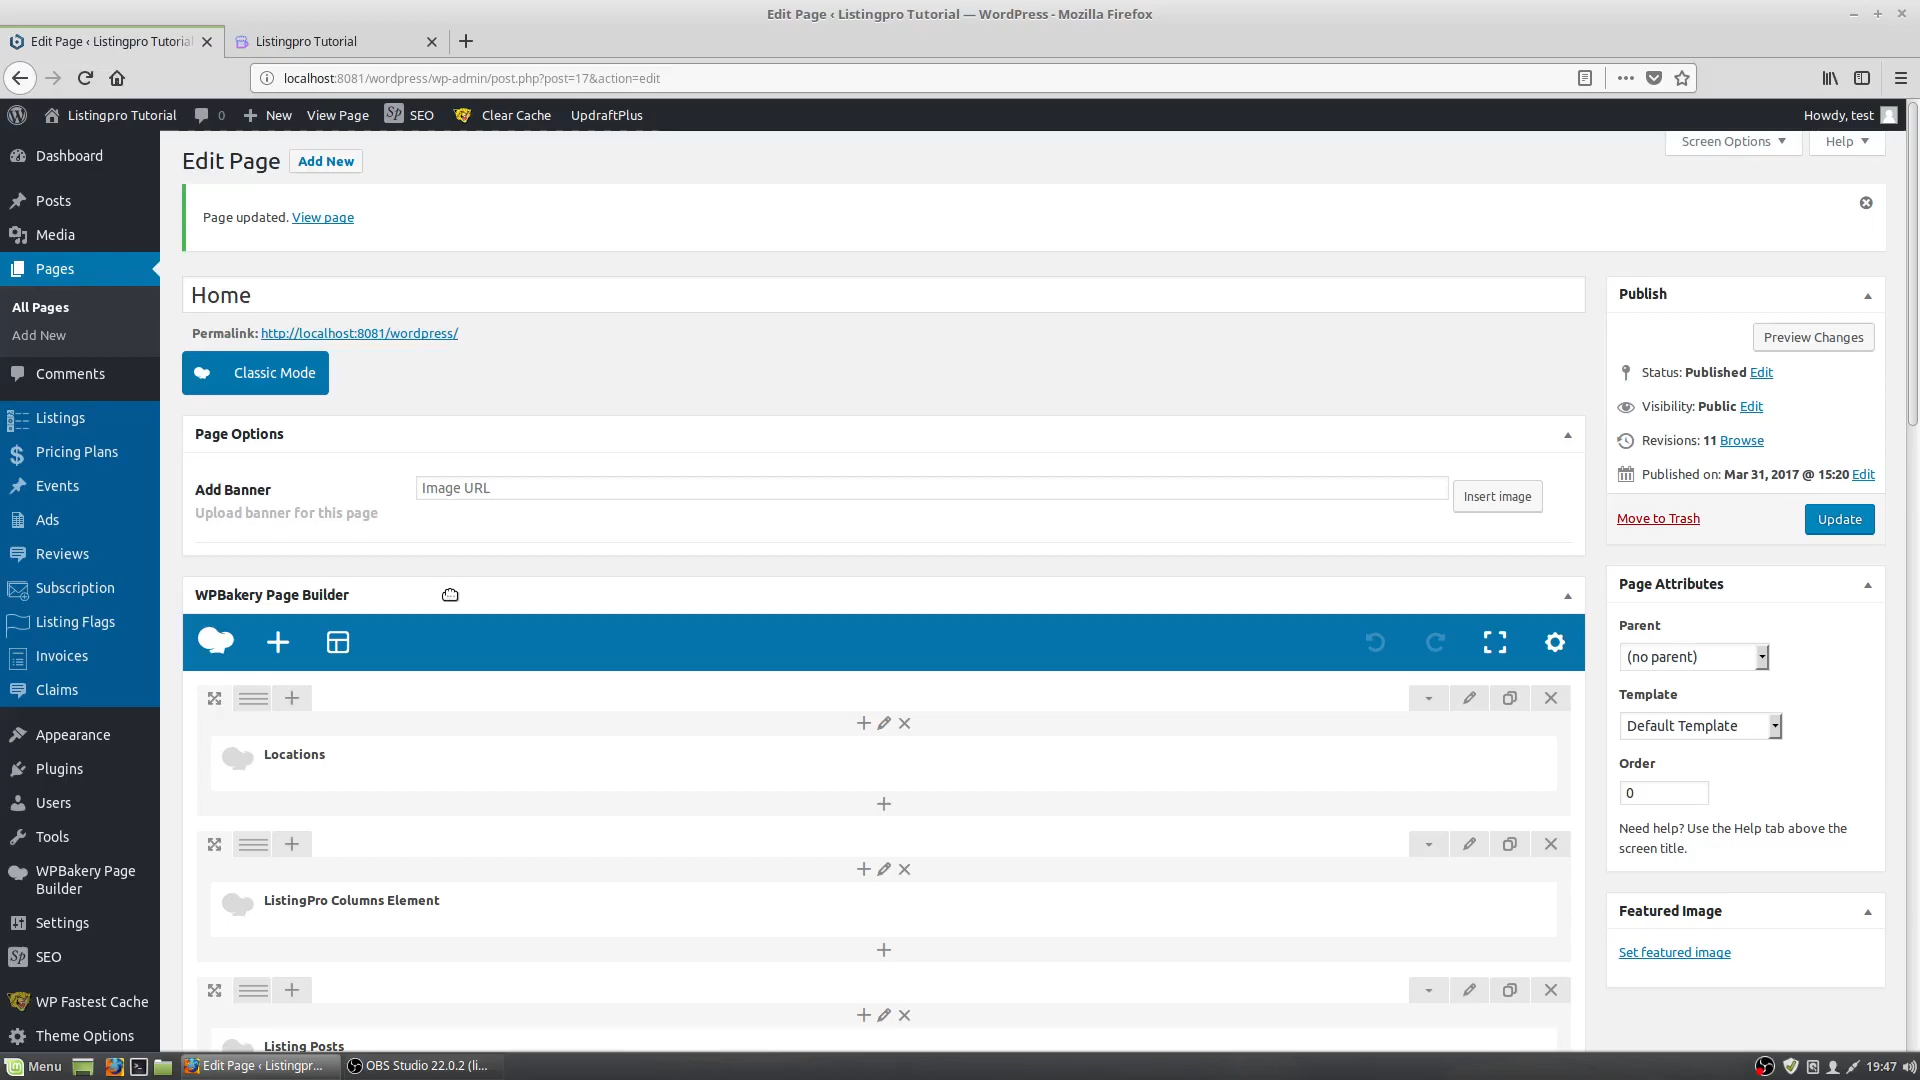 Edit Page ‹ Listingpro Tutorial — WordPress - Mozilla Firefox
Edit Page ‹ Listingpro Tutorial
Listingpro Tutorial
localhost:8081/wordpress/wp-admin/post.php?post=17&action=edit
Listingpro Tutorial
0
New
View Page
Sp SEO
Clear Cache
UpdraftPlus
Howdy, test
Dashboard
Posts
Media
Pages
All Pages
Add New
Comments
Listings
Pricing Plans
Events
Ads
Reviews
Subscription
Listing Flags
Invoices
Claims
Appearance
Plugins
Users
Tools
WPBakery Page
Builder
Settings
Sp SEO
WP Fastest Cache
Theme Options
Edit Page
Add New
Screen Options
Help
Page updated. View page
Home
Permalink: http://localhost:8081/wordpress/
Classic Mode
Page Options
Add Banner
Upload banner for this page
Image URL
Insert image
WPBakery Page Builder
Locations
ListingPro Columns Element
Listing Posts
Publish
Preview Changes
Status: Published Edit
Visibility: Public Edit
Revisions: 11 Browse
Published on: Mar 31, 2017 @ 15:20 Edit
Move to Trash
Update
Page Attributes
Parent
(no parent)
Template
Default Template
Order
0
Need help? Use the Help tab above the
screen title.
Featured Image
Set featured image
Menu
Edit Page ‹ Listingpr...
OBS Studio 22.0.2 (li...
19:47